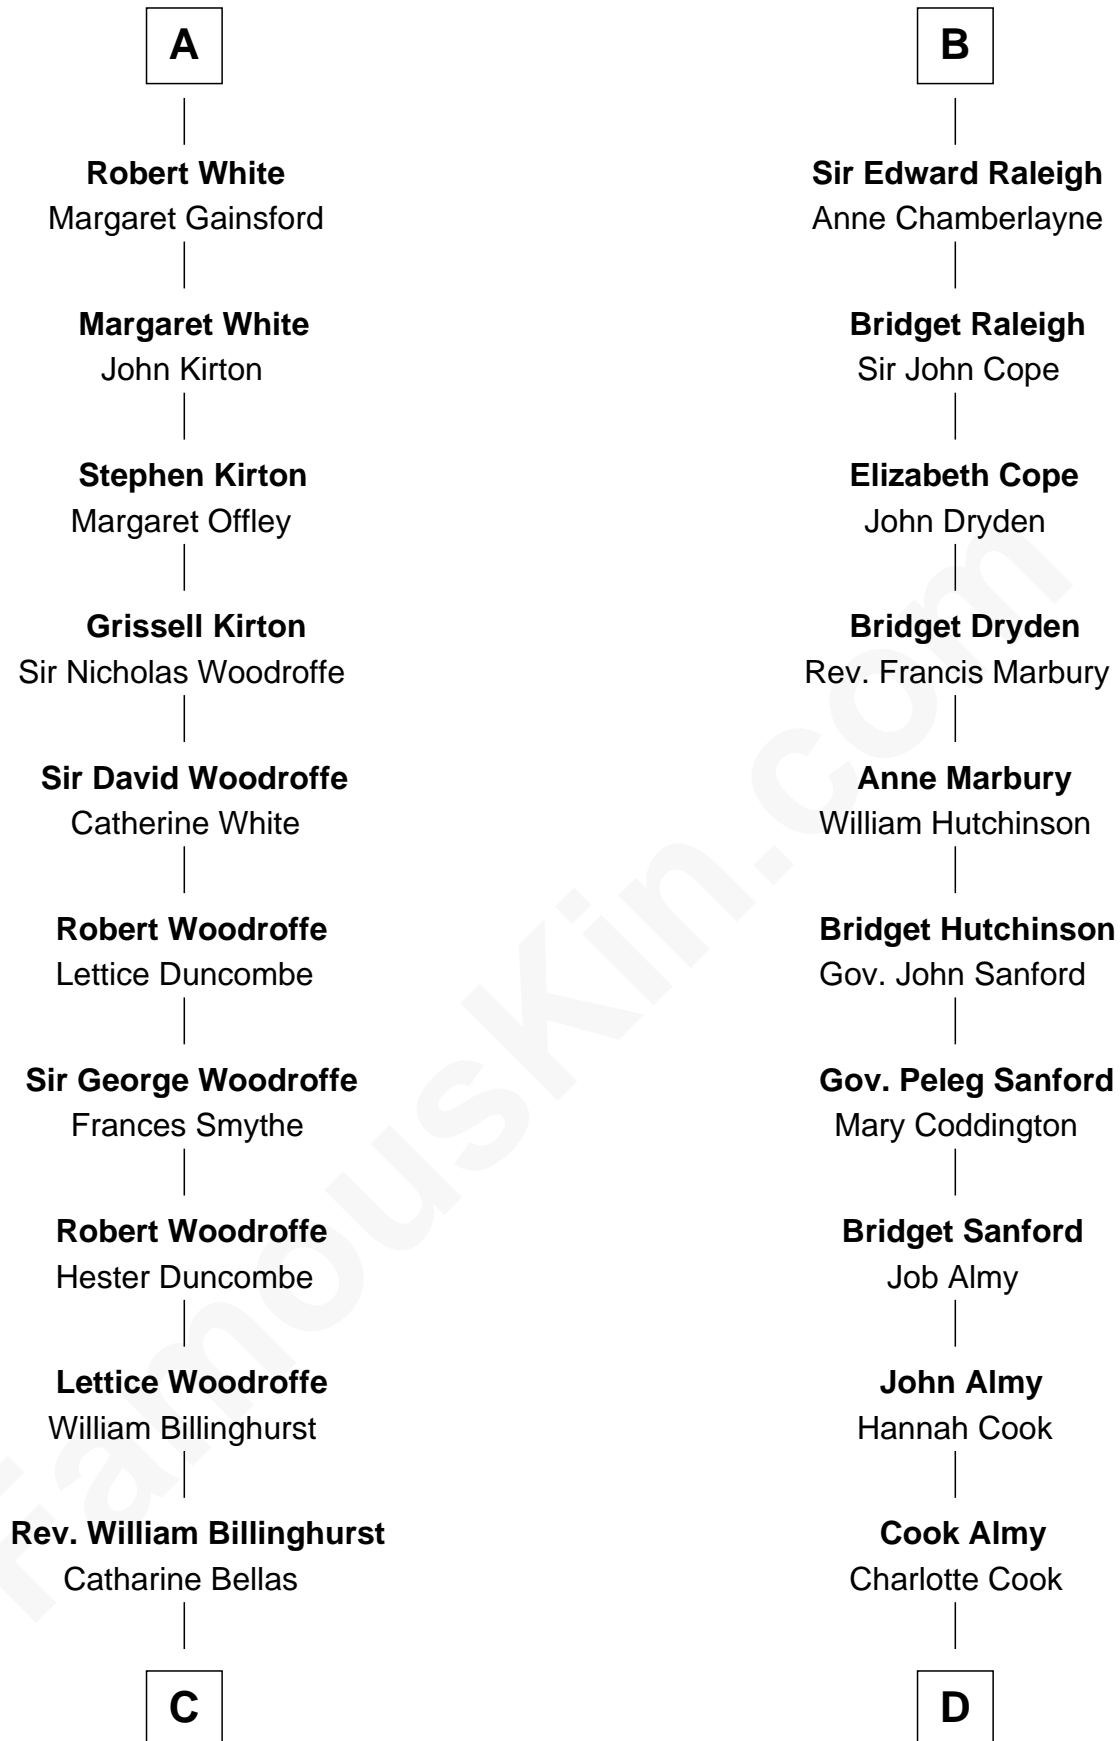 A
Robert White
Margaret Gainsford
Margaret White
John Kirton
Stephen Kirton
Margaret Offley
Grissell Kirton
Sir Nicholas Woodroffe
Sir David Woodroffe
Catherine White
Robert Woodroffe
Lettice Duncombe
Sir George Woodroffe
Frances Smythe
Robert Woodroffe
Hester Duncombe
Lettice Woodroffe
William Billinghurst
Rev. William Billinghurst
Catharine Bellas
C
B
Sir Edward Raleigh
Anne Chamberlayne
Bridget Raleigh
Sir John Cope
Elizabeth Cope
John Dryden
Bridget Dryden
Rev. Francis Marbury
Anne Marbury
William Hutchinson
Bridget Hutchinson
Gov. John Sanford
Gov. Peleg Sanford
Mary Coddington
Bridget Sanford
Job Almy
John Almy
Hannah Cook
Cook Almy
Charlotte Cook
D
FamousKin.com